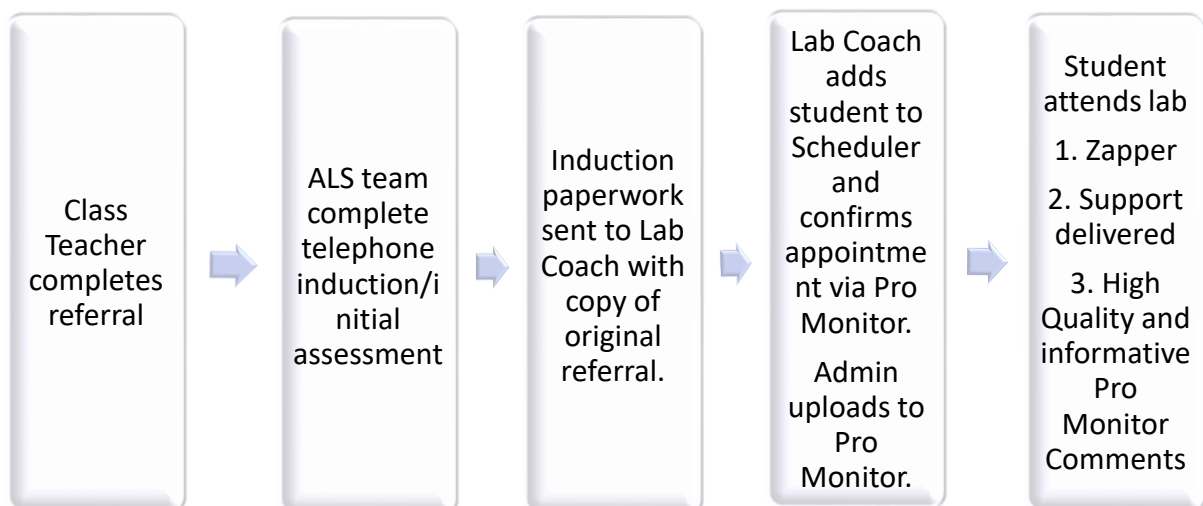 Class
Teacher
completes
referral
ALS team
complete
telephone
induction/i
nitial
assessment
Induction
paperwork
sent to Lab
Coach with
copy of
original
referral.
Lab Coach
adds
student to
Scheduler
and
confirms
appointme
nt via Pro
Monitor.
Admin
uploads to
Pro
Monitor.
Student
attends lab
1. Zapper
2. Support
delivered
3. High
Quality and
informative
Pro
Monitor
Comments